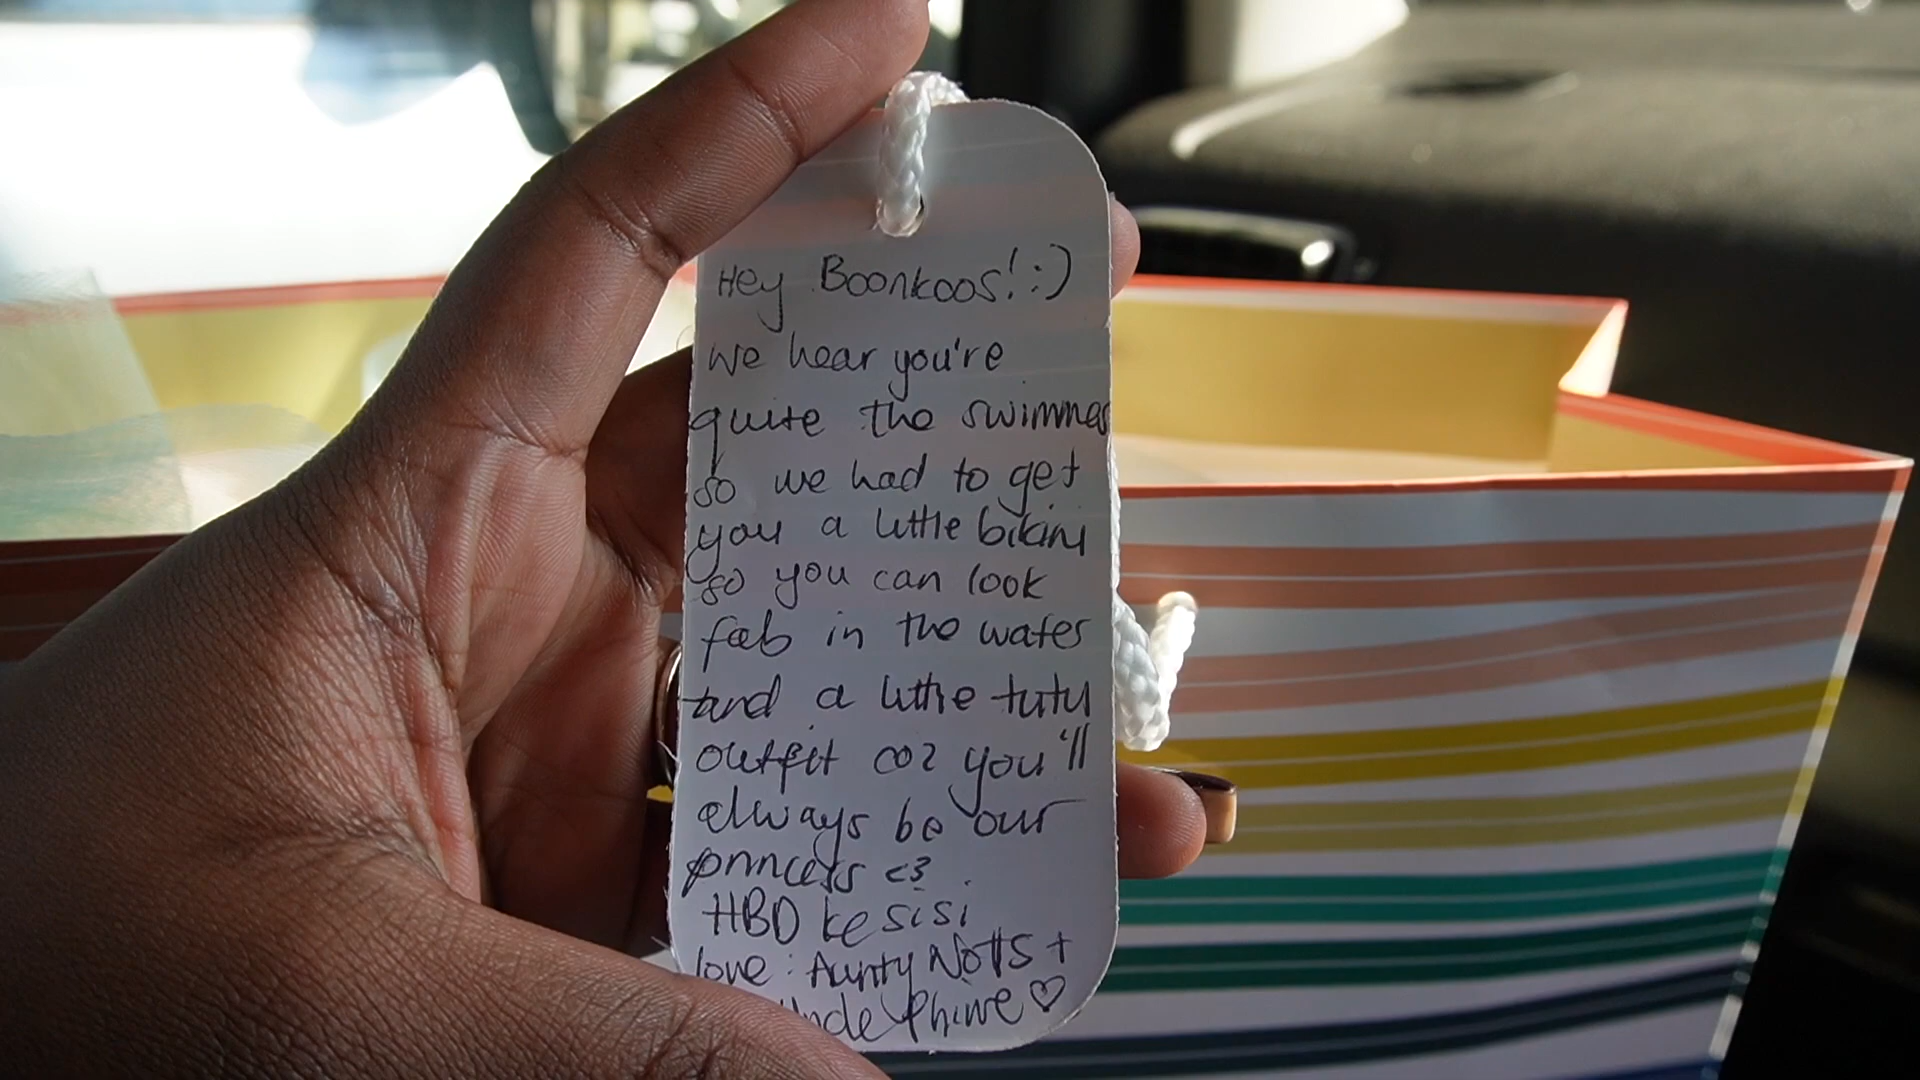 Hey Boonkoos! :)
we hear you're
quite the swimmer
so we had to get
you a little bikini
so you can look
fab in the water
and a little tutu
outfit coz you'll
always be our
princess <3
HBD ke sisi
love: Aunty Notts +
Uncle Phiwe ♡